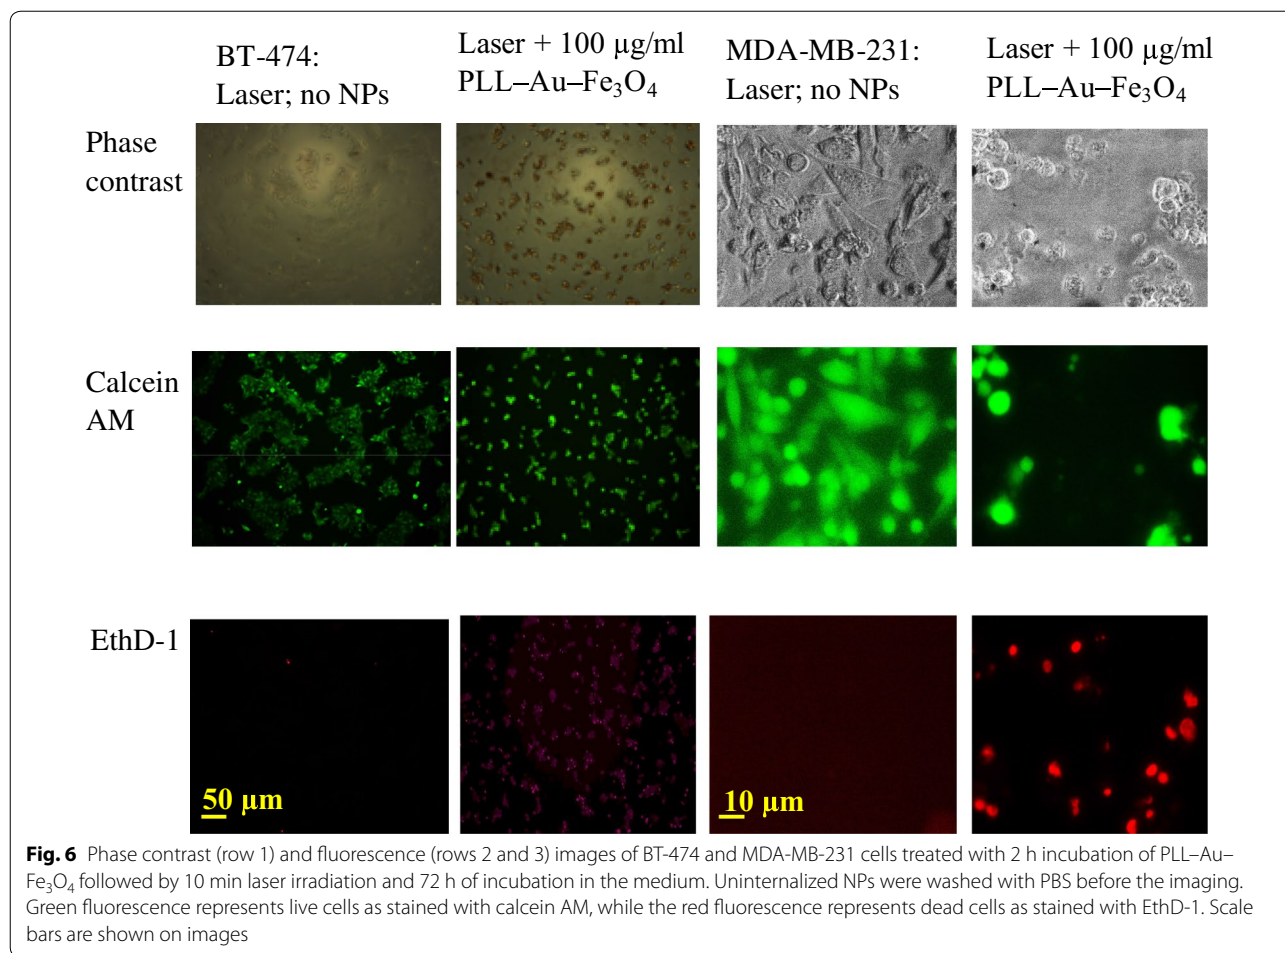 BT-474:
Laser; no NPs
Laser + 100 µg/ml
PLL–Au–Fe₃O₄
MDA-MB-231:
Laser; no NPs
Laser + 100 µg/ml
PLL–Au–Fe₃O₄
Phase
contrast
Calcein
AM
EthD-1
50 µm
10 µm
Fig. 6 Phase contrast (row 1) and fluorescence (rows 2 and 3) images of BT-474 and MDA-MB-231 cells treated with 2 h incubation of PLL–Au–
Fe₃O₄ followed by 10 min laser irradiation and 72 h of incubation in the medium. Uninternalized NPs were washed with PBS before the imaging.
Green fluorescence represents live cells as stained with calcein AM, while the red fluorescence represents dead cells as stained with EthD-1. Scale
bars are shown on images